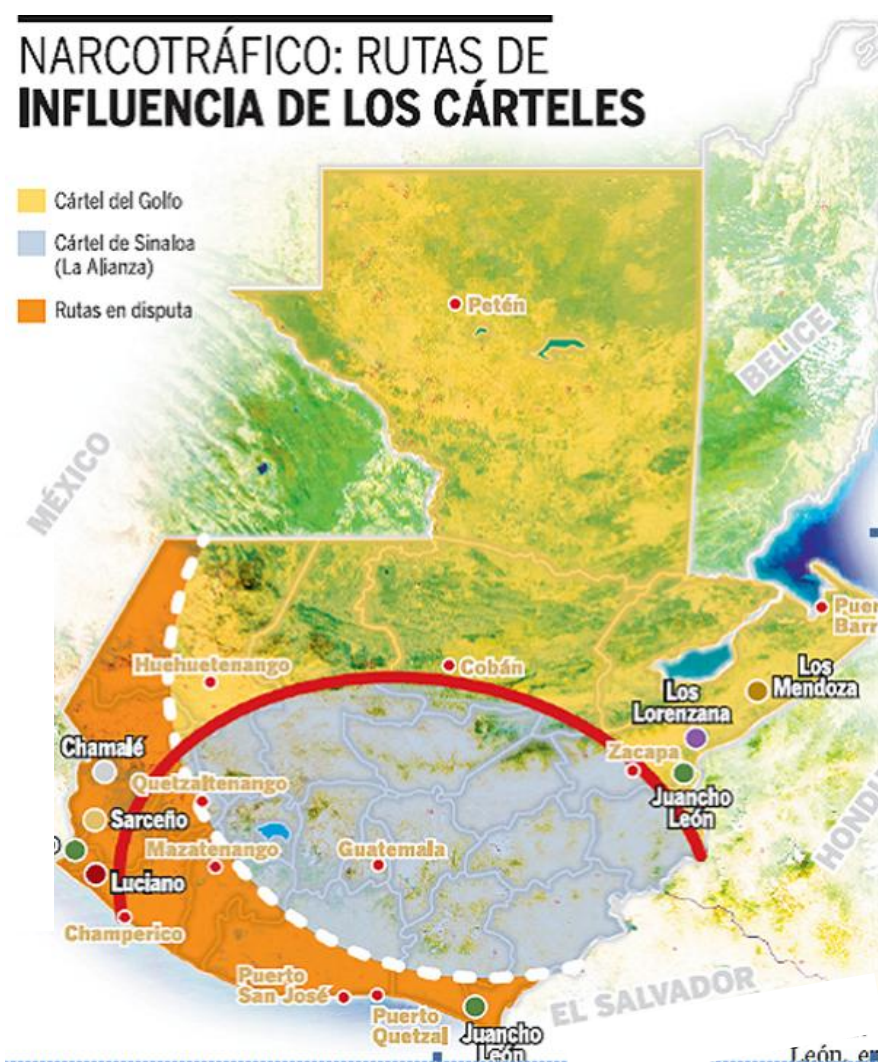 NARCOTRÁFICO: RUTAS DE
INFLUENCIA DE LOS CÁRTELES
Cártel del Golfo
Cártel de Sinaloa
(La Alianza)
Rutas en disputa
Petén
BELICE
MÉXICO
Huehuetenango
Cobán
Los
Mendoza
Los
Lorenzana
Chamalé
Zacapa
Quetzaltenango
Juancho
León
Sarceño
HONDU
Mazatenango
Guatemala
Luciano
Champerico
Puerto
San José
EL SALVADOR
Puerto
Quetzal
Juancho
León
León, e